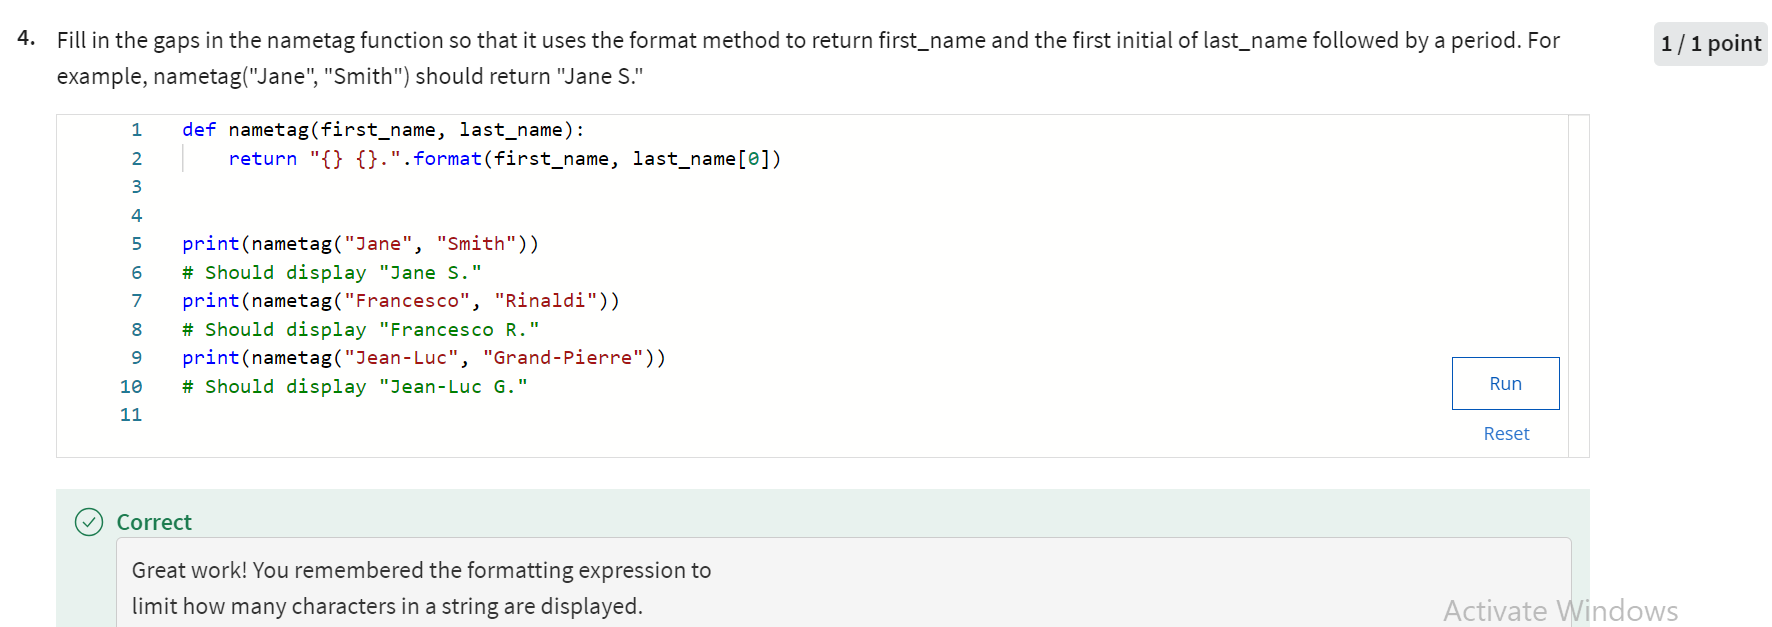 4. Fill in the gaps in the nametag function so that it uses the format method to return first_name and the first initial of last_name followed by a period. For
example, nametag("Jane", "Smith") should return "Jane S."
1 / 1 point
1 def nametag(first_name, last_name):
2     return "{} {}.".format(first_name, last_name[0])
3
4
5 print(nametag("Jane", "Smith"))
6 # Should display "Jane S."
7 print(nametag("Francesco", "Rinaldi"))
8 # Should display "Francesco R."
9 print(nametag("Jean-Luc", "Grand-Pierre"))
10 # Should display "Jean-Luc G."
11
Run
Reset
Correct
Great work! You remembered the formatting expression to
limit how many characters in a string are displayed.
Activate Windows